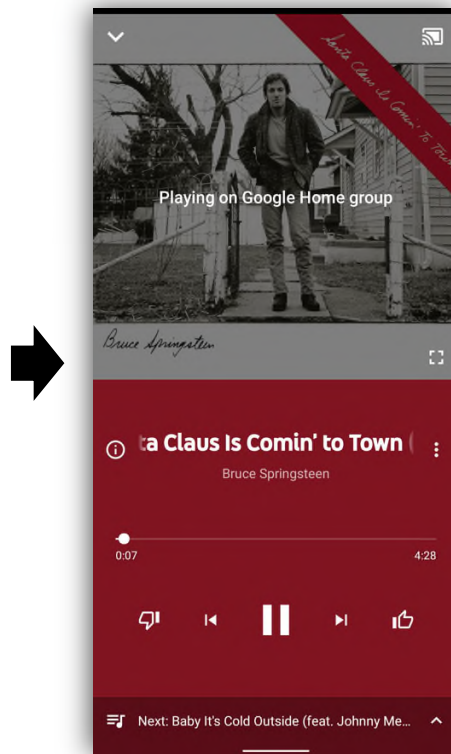 Santa Claus Is Comin' To Town
Playing on Google Home group
Bruce Springsteen
ta Claus Is Comin' to Town (
Bruce Springsteen
0:07
4:28
Next: Baby It's Cold Outside (feat. Johnny Me...